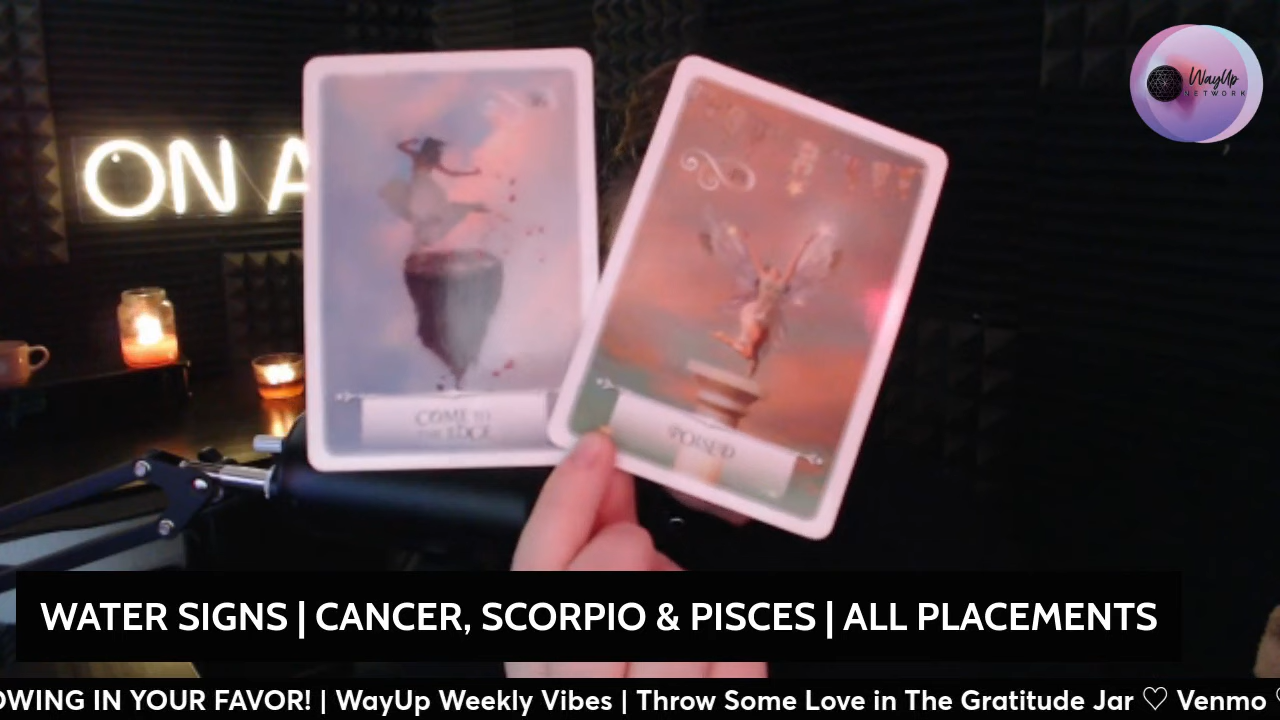 WayUp
NETWORK
ON A
COME TO
THE EDGE
POISED
WATER SIGNS | CANCER, SCORPIO & PISCES | ALL PLACEMENTS
OWING IN YOUR FAVOR! | WayUp Weekly Vibes | Throw Some Love in The Gratitude Jar ♡ Venmo